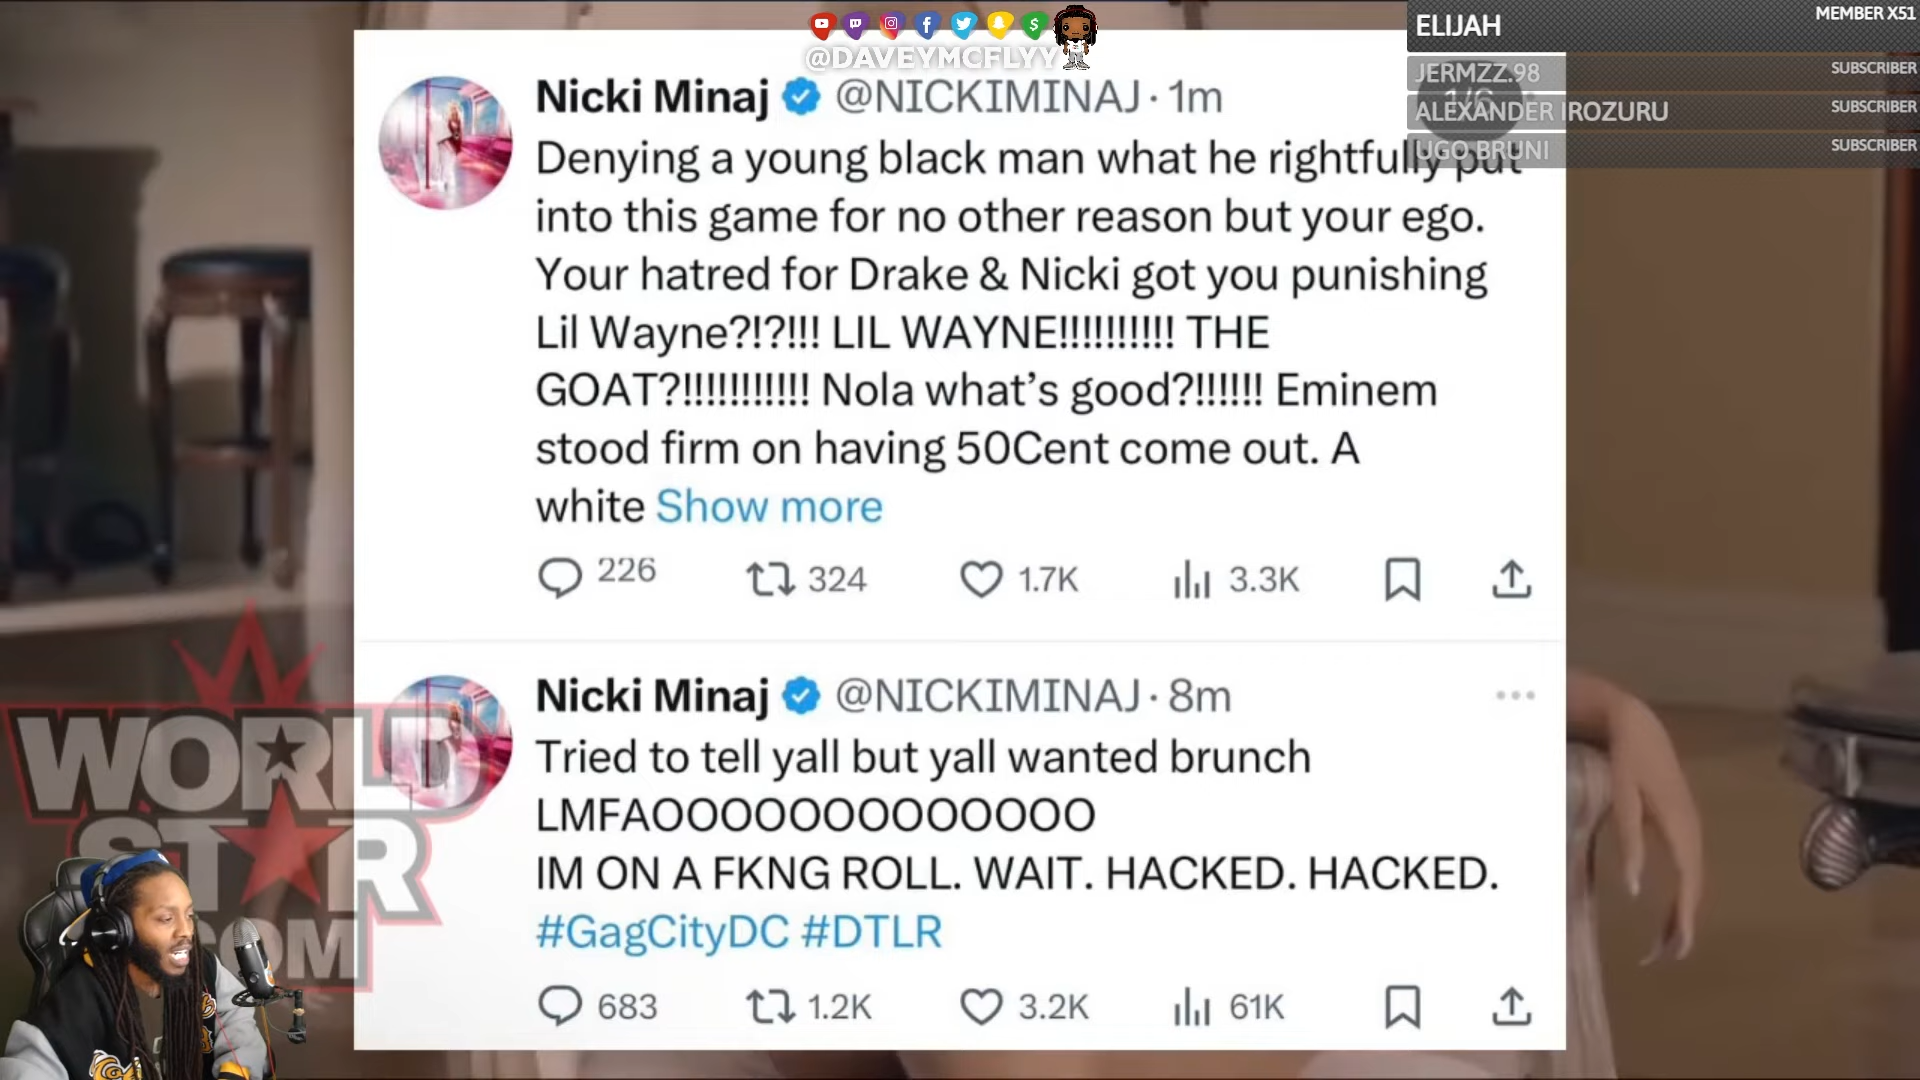 @DAVEYMCFLYY
ELIJAH MEMBER X51
JERMZZ.98 SUBSCRIBER
ALEXANDER IROZURU SUBSCRIBER
UGO BRUNI SUBSCRIBER
1/6
Nicki Minaj @NICKIMINAJ · 1m
Denying a young black man what he rightfully put
into this game for no other reason but your ego.
Your hatred for Drake & Nicki got you punishing
Lil Wayne?!?!!! LIL WAYNE!!!!!!!!!! THE
GOAT?!!!!!!!!!!! Nola what's good?!!!!!! Eminem
stood firm on having 50Cent come out. A
white Show more
226 324 1.7K 3.3K
Nicki Minaj @NICKIMINAJ · 8m
Tried to tell yall but yall wanted brunch
LMFAOOOOOOOOOOOOO
IM ON A FKNG ROLL. WAIT. HACKED. HACKED.
#GagCityDC #DTLR
683 1.2K 3.2K 61K
WORLD
STAR
.COM